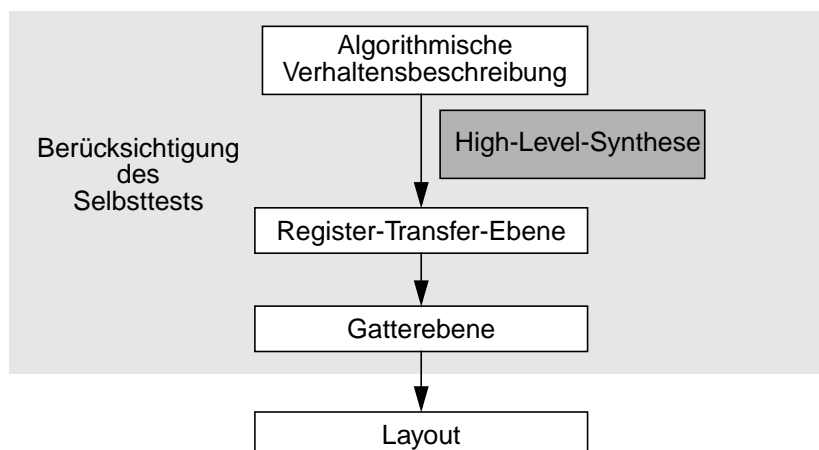 Algorithmische
Verhaltensbeschreibung
High-Level-Synthese
Berücksichtigung
des
Selbsttests
Register-Transfer-Ebene
Gatterebene
Layout